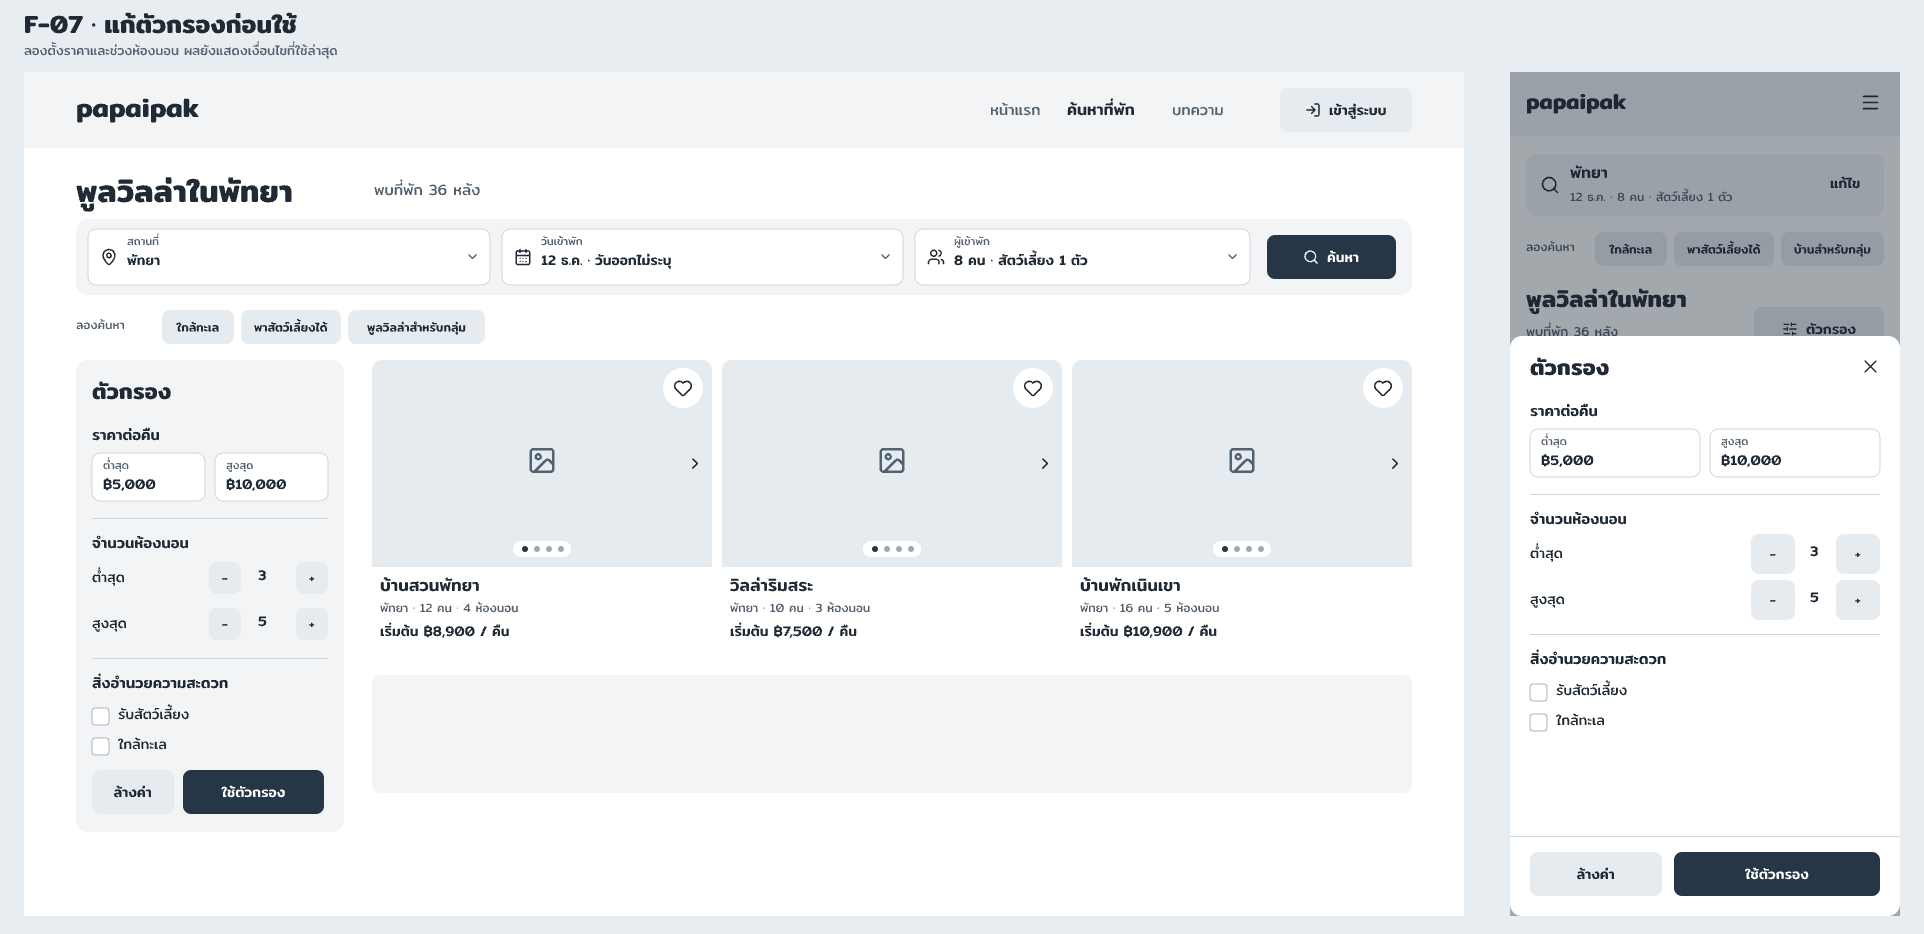 F-07 · แก้ตัวกรองก่อนใช้
ลองตั้งราคาและช่วงห้องนอน ผลยังแสดงเงื่อนไขที่ใช้ล่าสุด
papaipak
หน้าแรก
ค้นหาที่พัก
บทความ
เข้าสู่ระบบ
พูลวิลล่าในพัทยา
พบที่พัก 36 หลัง
สถานที่
พัทยา
วันเข้าพัก
12 ธ.ค. · วันออกไม่ระบุ
ผู้เข้าพัก
8 คน · สัตว์เลี้ยง 1 ตัว
ค้นหา
ลองค้นหา
ใกล้ทะเล
พาสัตว์เลี้ยงได้
พูลวิลล่าสำหรับกลุ่ม
ตัวกรอง
ราคาต่อคืน
ต่ำสุด
฿5,000
สูงสุด
฿10,000
จำนวนห้องนอน
ต่ำสุด
- 3 +
สูงสุด
- 5 +
สิ่งอำนวยความสะดวก
รับสัตว์เลี้ยง
ใกล้ทะเล
ล้างค่า
ใช้ตัวกรอง
บ้านสวนพัทยา
พัทยา · 12 คน · 4 ห้องนอน
เริ่มต้น ฿8,900 / คืน
วิลล่าริมสระ
พัทยา · 10 คน · 3 ห้องนอน
เริ่มต้น ฿7,500 / คืน
บ้านพักเนินเขา
พัทยา · 16 คน · 5 ห้องนอน
เริ่มต้น ฿10,900 / คืน
papaipak
พัทยา
12 ธ.ค. · 8 คน · สัตว์เลี้ยง 1 ตัว
แก้ไข
ลองค้นหา
ใกล้ทะเล
พาสัตว์เลี้ยงได้
บ้านสำหรับกลุ่ม
พูลวิลล่าในพัทยา
พบที่พัก 36 หลัง
ตัวกรอง
ตัวกรอง
ราคาต่อคืน
ต่ำสุด
฿5,000
สูงสุด
฿10,000
จำนวนห้องนอน
ต่ำสุด
- 3 +
สูงสุด
- 5 +
สิ่งอำนวยความสะดวก
รับสัตว์เลี้ยง
ใกล้ทะเล
ล้างค่า
ใช้ตัวกรอง